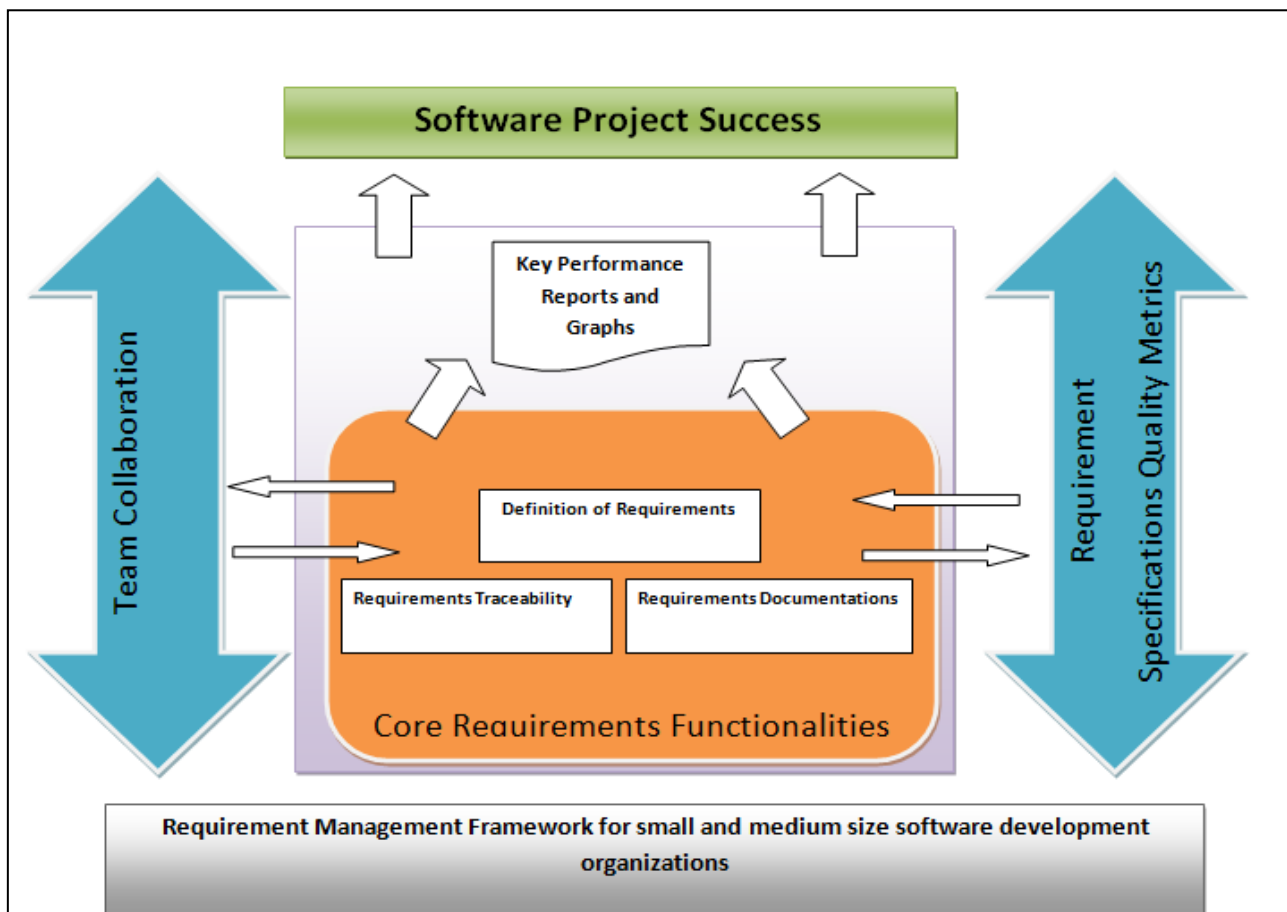 Software Project Success
Key Performance
Reports and
Graphs
Team Collaboration
Requirement
Specifications Quality Metrics
Definition of Requirements
Requirements Traceability
Requirements Documentations
Core Requirements Functionalities
Requirement Management Framework for small and medium size software development
organizations